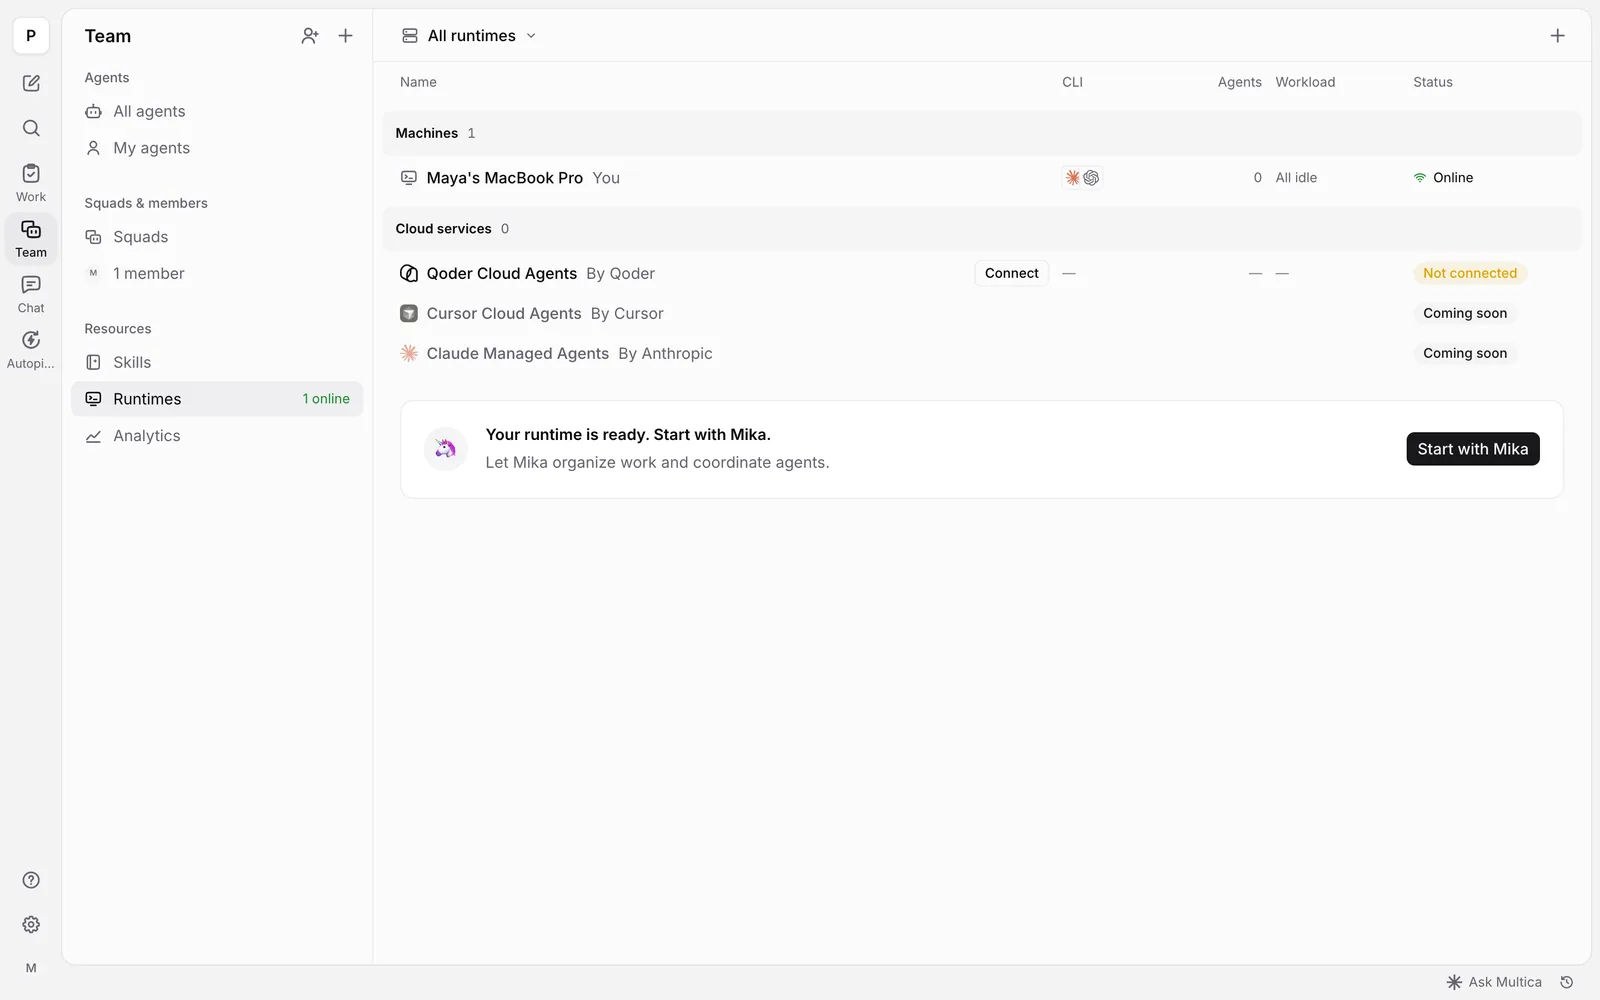 P
Work
Team
Chat
Autopi...
M
Team
Agents
All agents
My agents
Squads & members
Squads
M 1 member
Resources
Skills
Runtimes 1 online
Analytics
All runtimes
Name CLI Agents Workload Status
Machines 1
Maya's MacBook Pro You 0 All idle Online
Cloud services 0
Qoder Cloud Agents By Qoder Connect — — — Not connected
Cursor Cloud Agents By Cursor Coming soon
Claude Managed Agents By Anthropic Coming soon
Your runtime is ready. Start with Mika.
Let Mika organize work and coordinate agents.
Start with Mika
Ask Multica